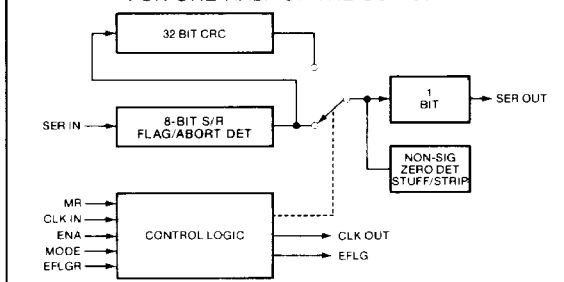 32 BIT CRC
SER IN
8-BIT S/R
FLAG/ABORT DET
1
BIT
SER OUT
NON-SIG
ZERO DET
STUFF/STRIP
MR
CLK IN
ENA
MODE
EFLGR
CONTROL LOGIC
CLK OUT
EFLG